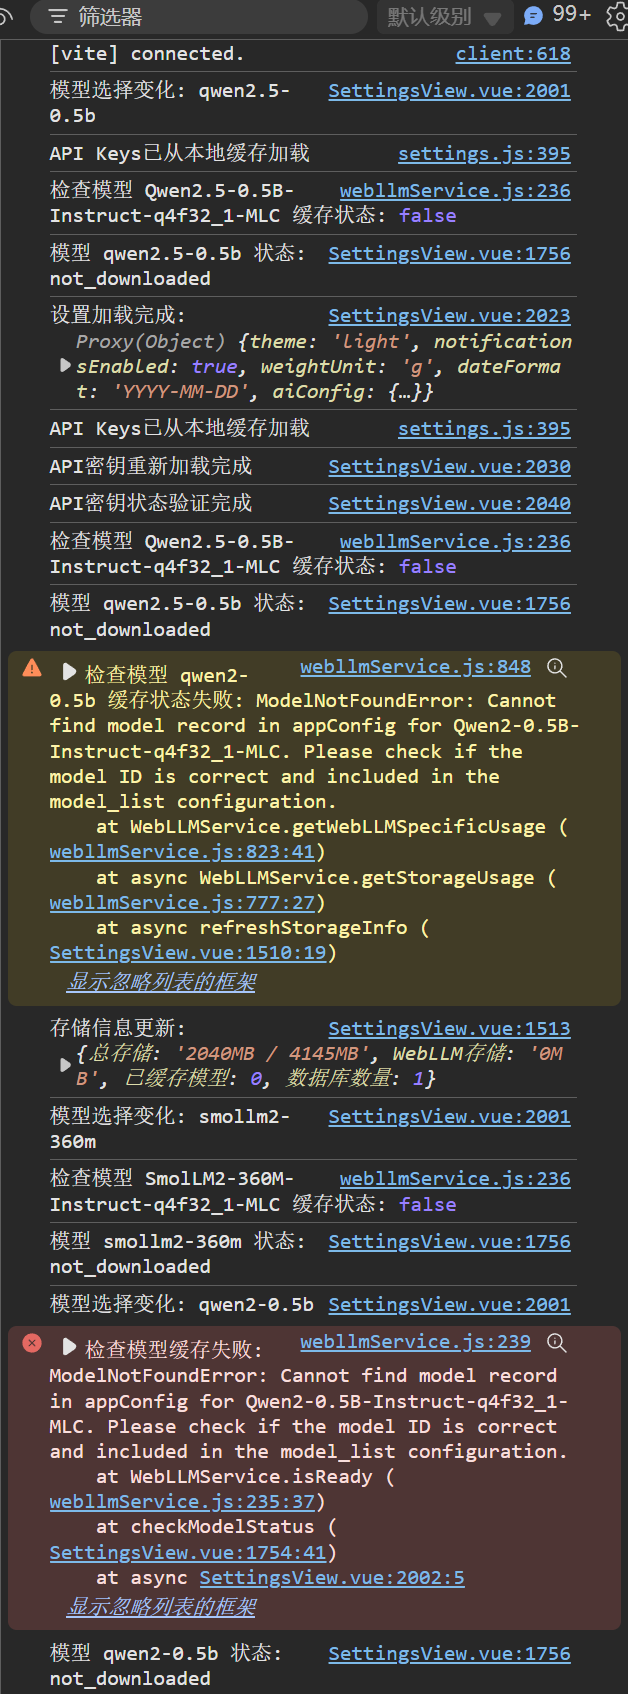 筛选器 默认级别 99+
[vite] connected. client:618
模型选择变化: qwen2.5- SettingsView.vue:2001
0.5b
API Keys已从本地缓存加载 settings.js:395
检查模型 Qwen2.5-0.5B- webllmService.js:236
Instruct-q4f32_1-MLC 缓存状态: false
模型 qwen2.5-0.5b 状态: SettingsView.vue:1756
not_downloaded
设置加载完成: SettingsView.vue:2023
Proxy(Object) {theme: 'light', notification
sEnabled: true, weightUnit: 'g', dateForma
t: 'YYYY-MM-DD', aiConfig: {…}}
API Keys已从本地缓存加载 settings.js:395
API密钥重新加载完成 SettingsView.vue:2030
API密钥状态验证完成 SettingsView.vue:2040
检查模型 Qwen2.5-0.5B- webllmService.js:236
Instruct-q4f32_1-MLC 缓存状态: false
模型 qwen2.5-0.5b 状态: SettingsView.vue:1756
not_downloaded
检查模型 qwen2- webllmService.js:848
0.5b 缓存状态失败: ModelNotFoundError: Cannot
find model record in appConfig for Qwen2-0.5B-
Instruct-q4f32_1-MLC. Please check if the
model ID is correct and included in the
model_list configuration.
at WebLLMService.getWebLLMSpecificUsage (
webllmService.js:823:41)
at async WebLLMService.getStorageUsage (
webllmService.js:777:27)
at async refreshStorageInfo (
SettingsView.vue:1510:19)
显示忽略列表的框架
存储信息更新: SettingsView.vue:1513
{总存储: '2040MB / 4145MB', WebLLM存储: '0M
B', 已缓存模型: 0, 数据库数量: 1}
模型选择变化: smollm2- SettingsView.vue:2001
360m
检查模型 SmolLM2-360M- webllmService.js:236
Instruct-q4f32_1-MLC 缓存状态: false
模型 smollm2-360m 状态: SettingsView.vue:1756
not_downloaded
模型选择变化: qwen2-0.5b SettingsView.vue:2001
检查模型缓存失败: webllmService.js:239
ModelNotFoundError: Cannot find model record
in appConfig for Qwen2-0.5B-Instruct-q4f32_1-
MLC. Please check if the model ID is correct
and included in the model_list configuration.
at WebLLMService.isReady (
webllmService.js:235:37)
at checkModelStatus (
SettingsView.vue:1754:41)
at async SettingsView.vue:2002:5
显示忽略列表的框架
模型 qwen2-0.5b 状态: SettingsView.vue:1756
not_downloaded